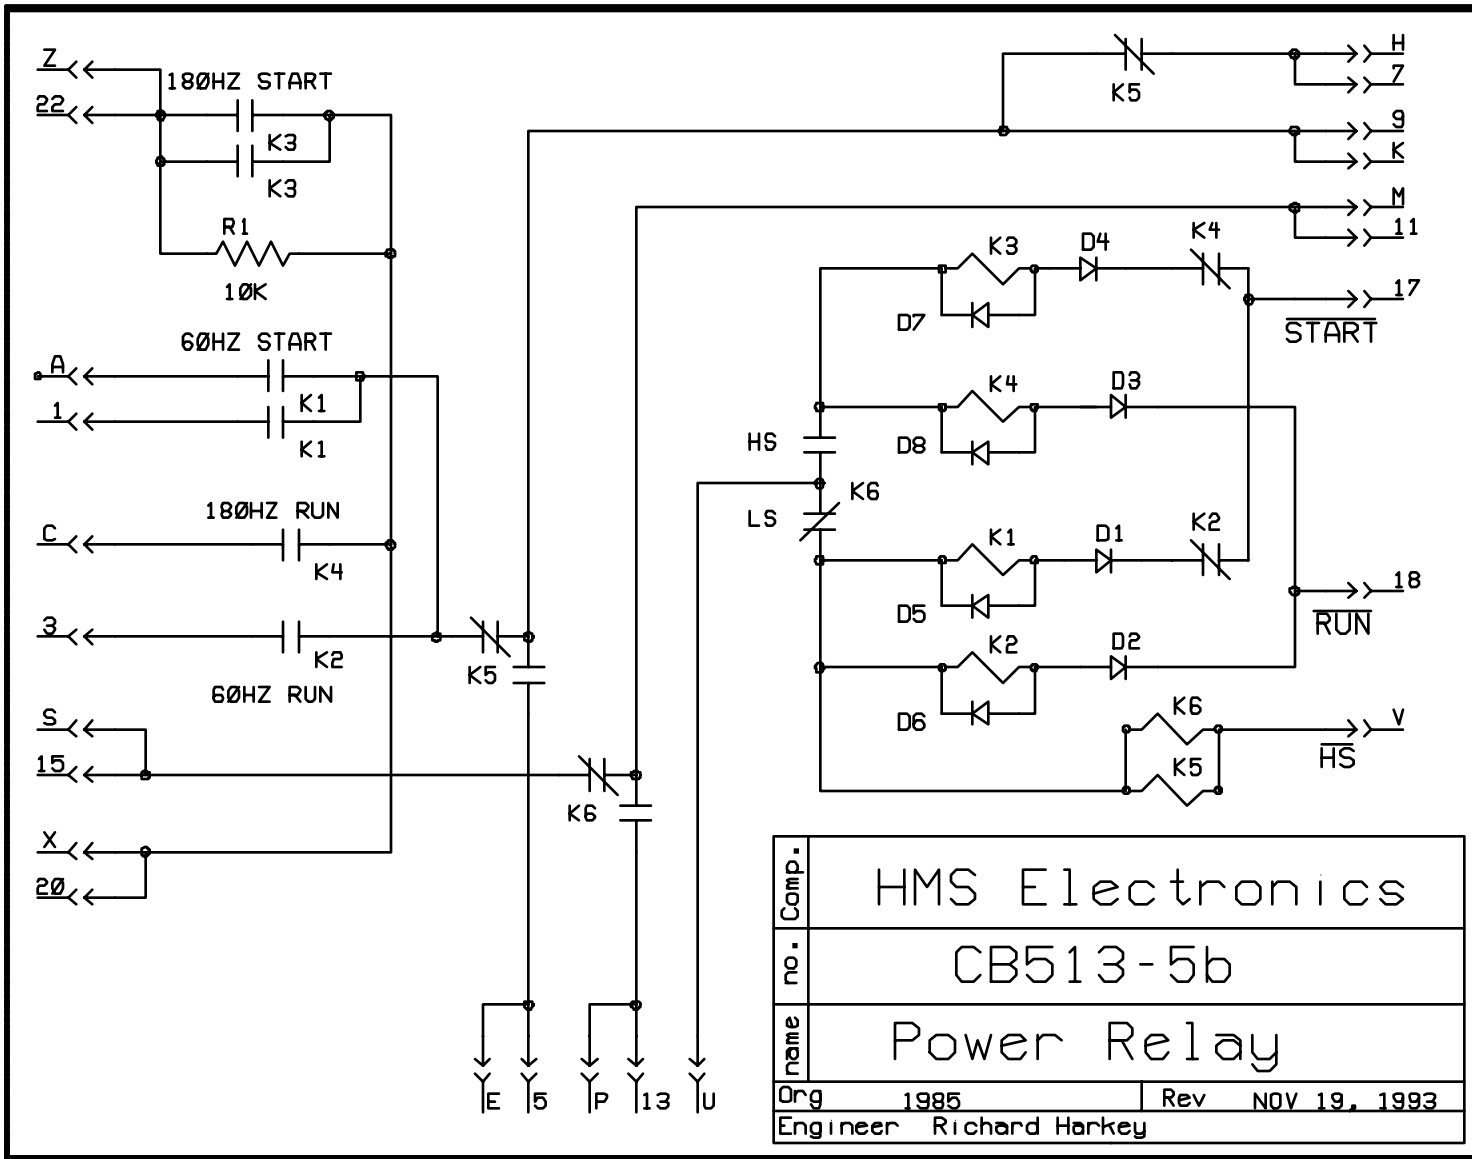 Z
180HZ START
22
K3
K3
R1
10K
60HZ START
A
K1
1
K1
180HZ RUN
C
K4
3
K2
K5
60HZ RUN
S
15
K6
X
20
H
K5
7
9
K
M
11
K3
D4
K4
17
D7
START
K4
D3
HS
D8
K6
LS
K1
D1
K2
18
D5
RUN
K2
D2
D6
K6
V
HS
K5
E
5
P
13
U
Comp. HMS Electronics
no. CB513-5b
name Power Relay
Org 1985 Rev NOV 19, 1993
Engineer Richard Harkey